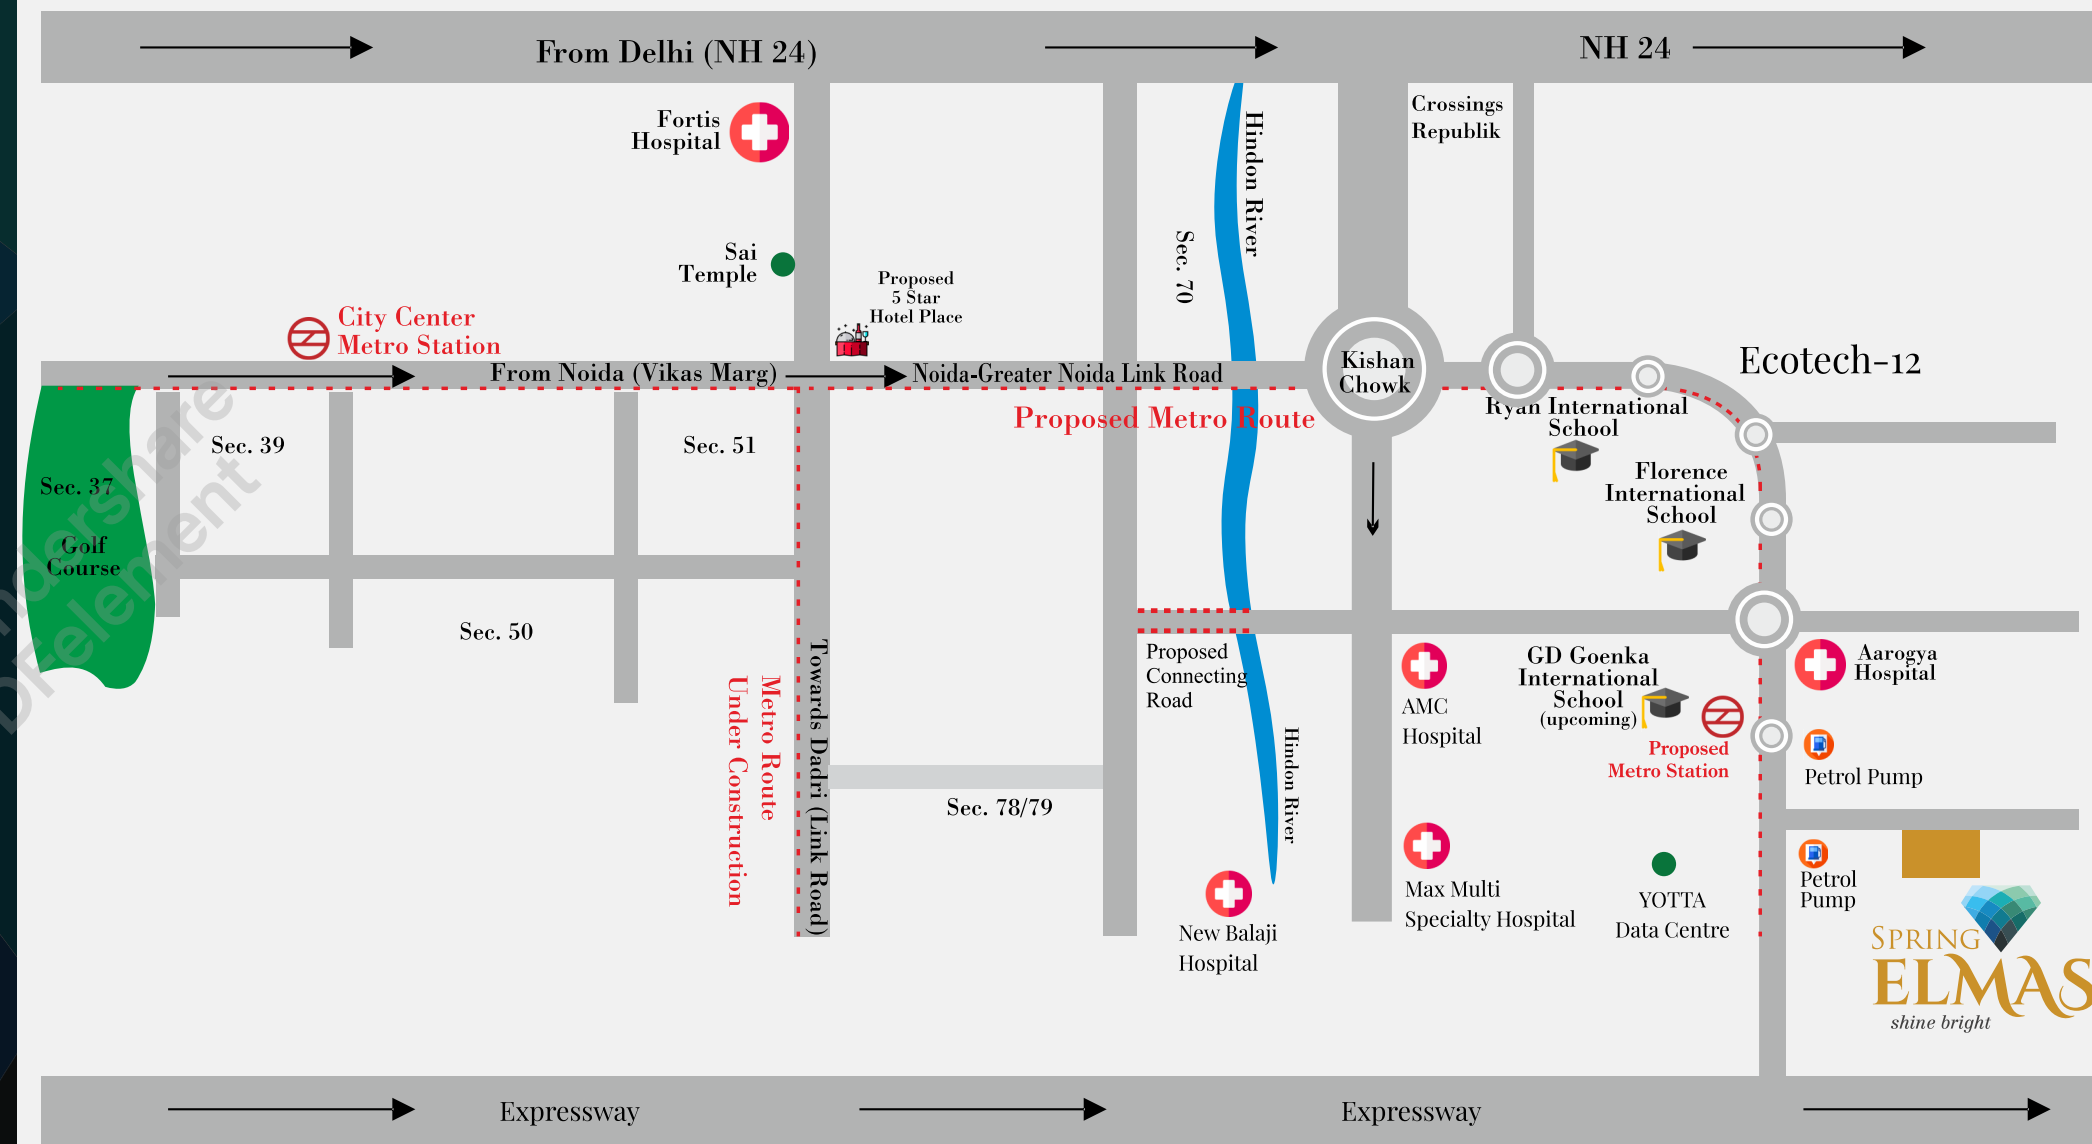 From Delhi (NH 24)
NH 24
Fortis
Hospital
Crossings
Republik
Hindon River
Sec. 70
Sai
Temple
Proposed
5 Star
Hotel Place
City Center
Metro Station
From Noida (Vikas Marg)
Noida-Greater Noida Link Road
Kishan
Chowk
Ecotech-12
Proposed Metro Route
Ryan International
School
Sec. 39
Sec. 51
Sec. 37
Golf
Course
Florence
International
School
Sec. 50
Metro Route
Under Construction
Towards Dadri (Link Road)
Proposed
Connecting
Road
AMC
Hospital
GD Goenka
International
School
(upcoming)
Aarogya
Hospital
Proposed
Metro Station
Petrol Pump
Hindon River
Sec. 78/79
New Balaji
Hospital
Max Multi
Specialty Hospital
YOTTA
Data Centre
Petrol
Pump
SPRING
ELMAS
shine bright
Expressway
Expressway